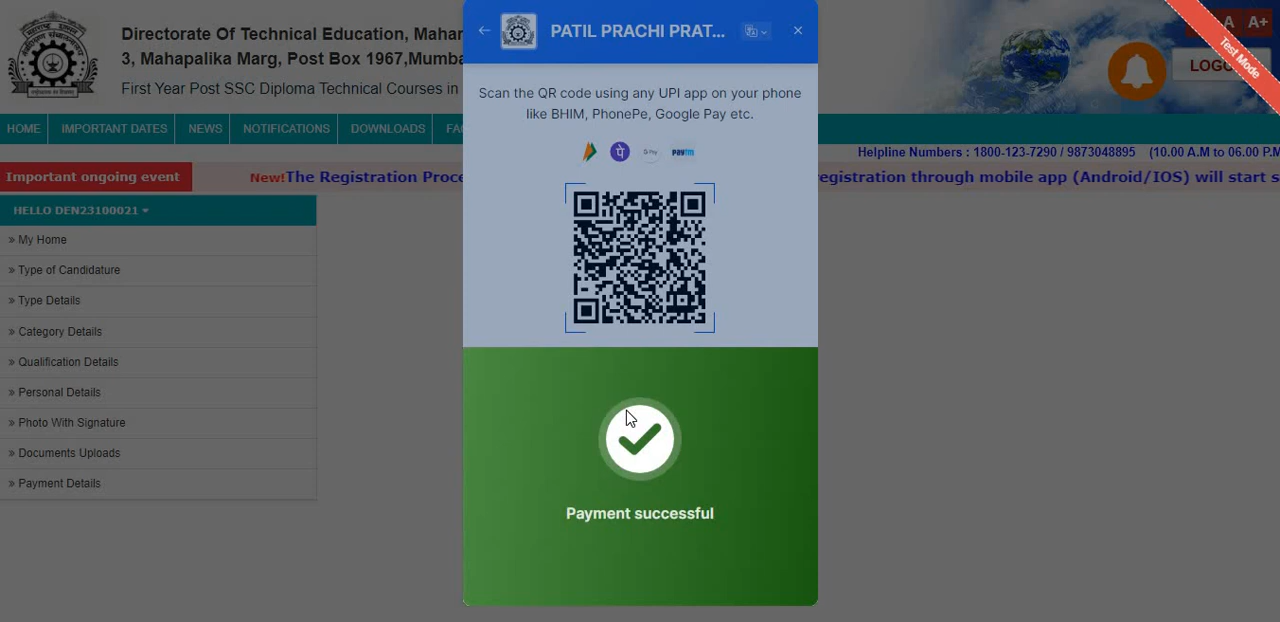 Directorate Of Technical Education, Mahar
3, Mahapalika Marg, Post Box 1967,Mumba
First Year Post SSC Diploma Technical Courses in
PATIL PRACHI PRAT...
A A+
LOGO
Test Mode
HOME IMPORTANT DATES NEWS NOTIFICATIONS DOWNLOADS FA
Helpline Numbers : 1800-123-7290 / 9873048895 (10.00 A.M to 06.00 P.M
Important ongoing event
New!The Registration Proce
egistration through mobile app (Android/IOS) will start s
HELLO DEN23100021
» My Home
» Type of Candidature
» Type Details
» Category Details
» Qualification Details
» Personal Details
» Photo With Signature
» Documents Uploads
» Payment Details
Scan the QR code using any UPI app on your phone
like BHIM, PhonePe, Google Pay etc.
G Pay paytm
Payment successful